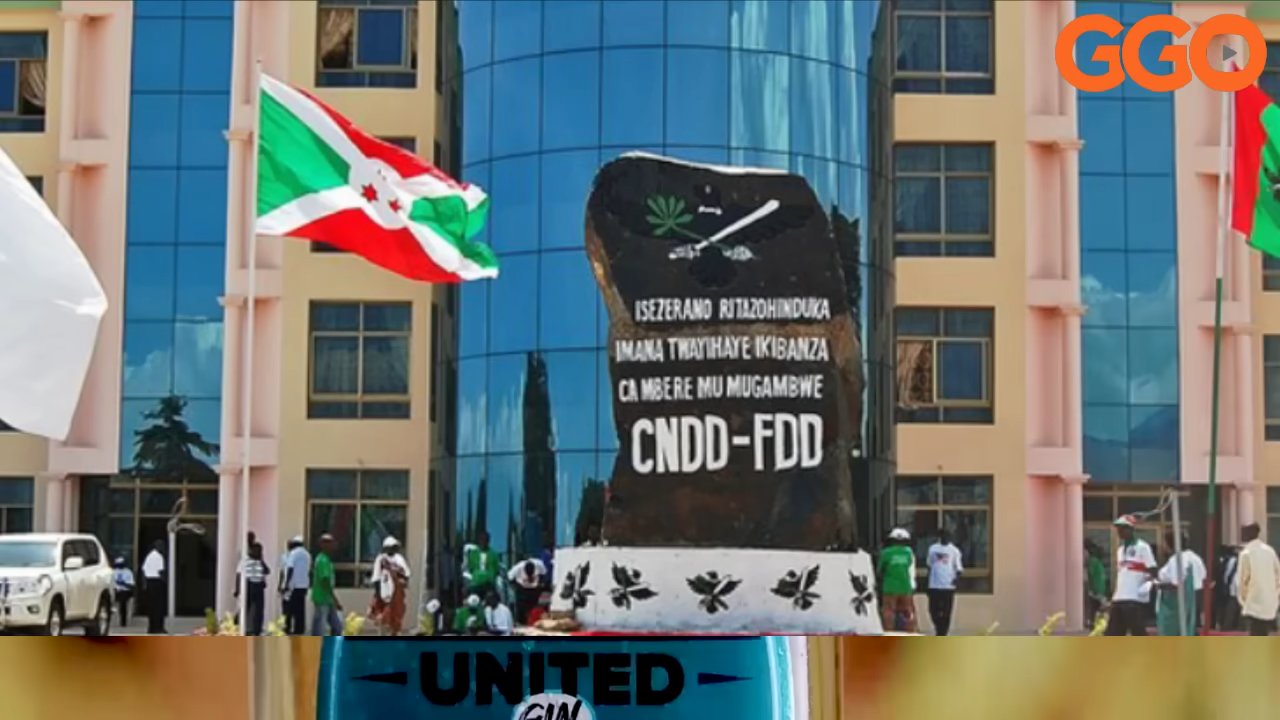 GGO
ISEZERANO RITAZOHINDUKA
IMANA TWAYIHAYE IKIBANZA
CA MBERE MU MUGAMBWE
CNDD-FDD
UNITED
GIN